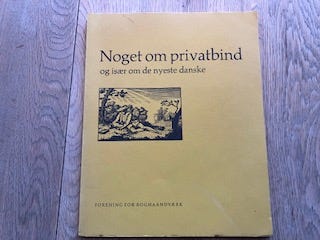 Noget om privatbind
og især om de nyeste danske
FORENING FOR BOGHAANDVÆRK